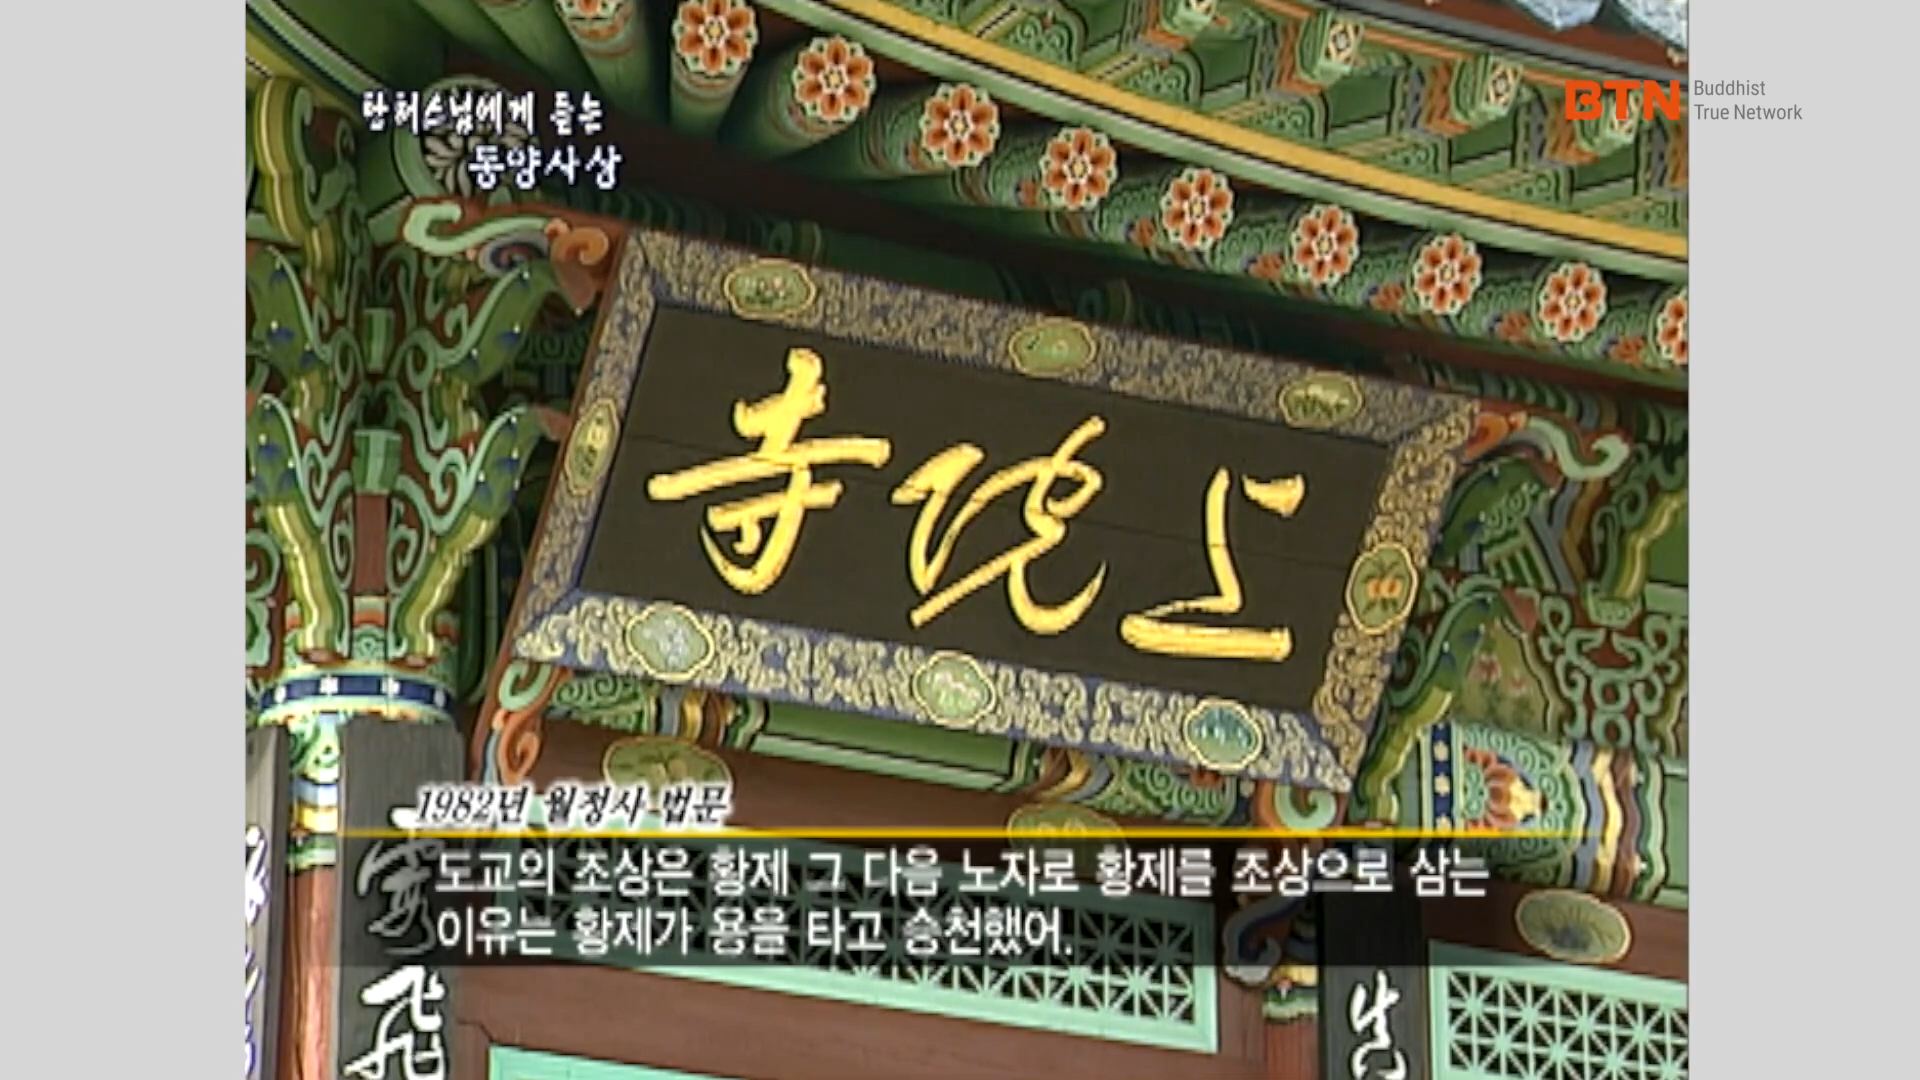 탄허스님에게 듣는
동양사상
BTN Buddhist
True Network
寺院上
1982년 월정사 법문
도교의 조상은 황제 그 다음 노자로 황제를 조상으로 삼는
이유는 황제가 용을 타고 승천했어.
飛